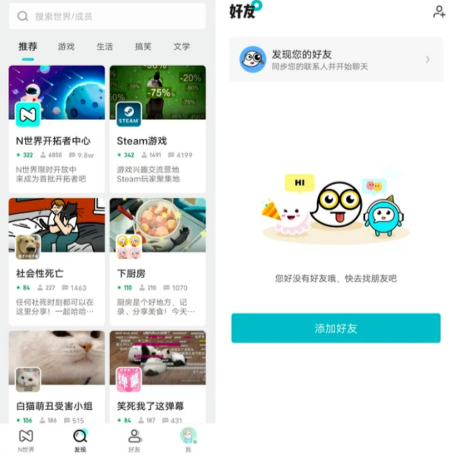 搜索世界/成员
推荐 游戏 生活 搞笑 文学
-50%
-75%
STEAM
N世界开拓者中心
322 6858 9.8w
N世界限时开放中
来成为首批开拓者吧
Steam游戏
342 1691 4199
游戏兴趣交流营地
Steam玩家聚集地
社会性死亡
84 227 1463
任何社死时刻都可以在
这里分享！一起哈哈…
下厨房
110 210 1070
厨房是个好地方，记
录、分享美食！今天…
弹幕
白猫萌丑受害小组
106 186 515
笑死我了这弹幕
84 187 431
N世界 发现 好友 我
好友
发现您的好友
同步您的联系人并开始聊天
HI
您好没有好友哦，快去找朋友吧
添加好友